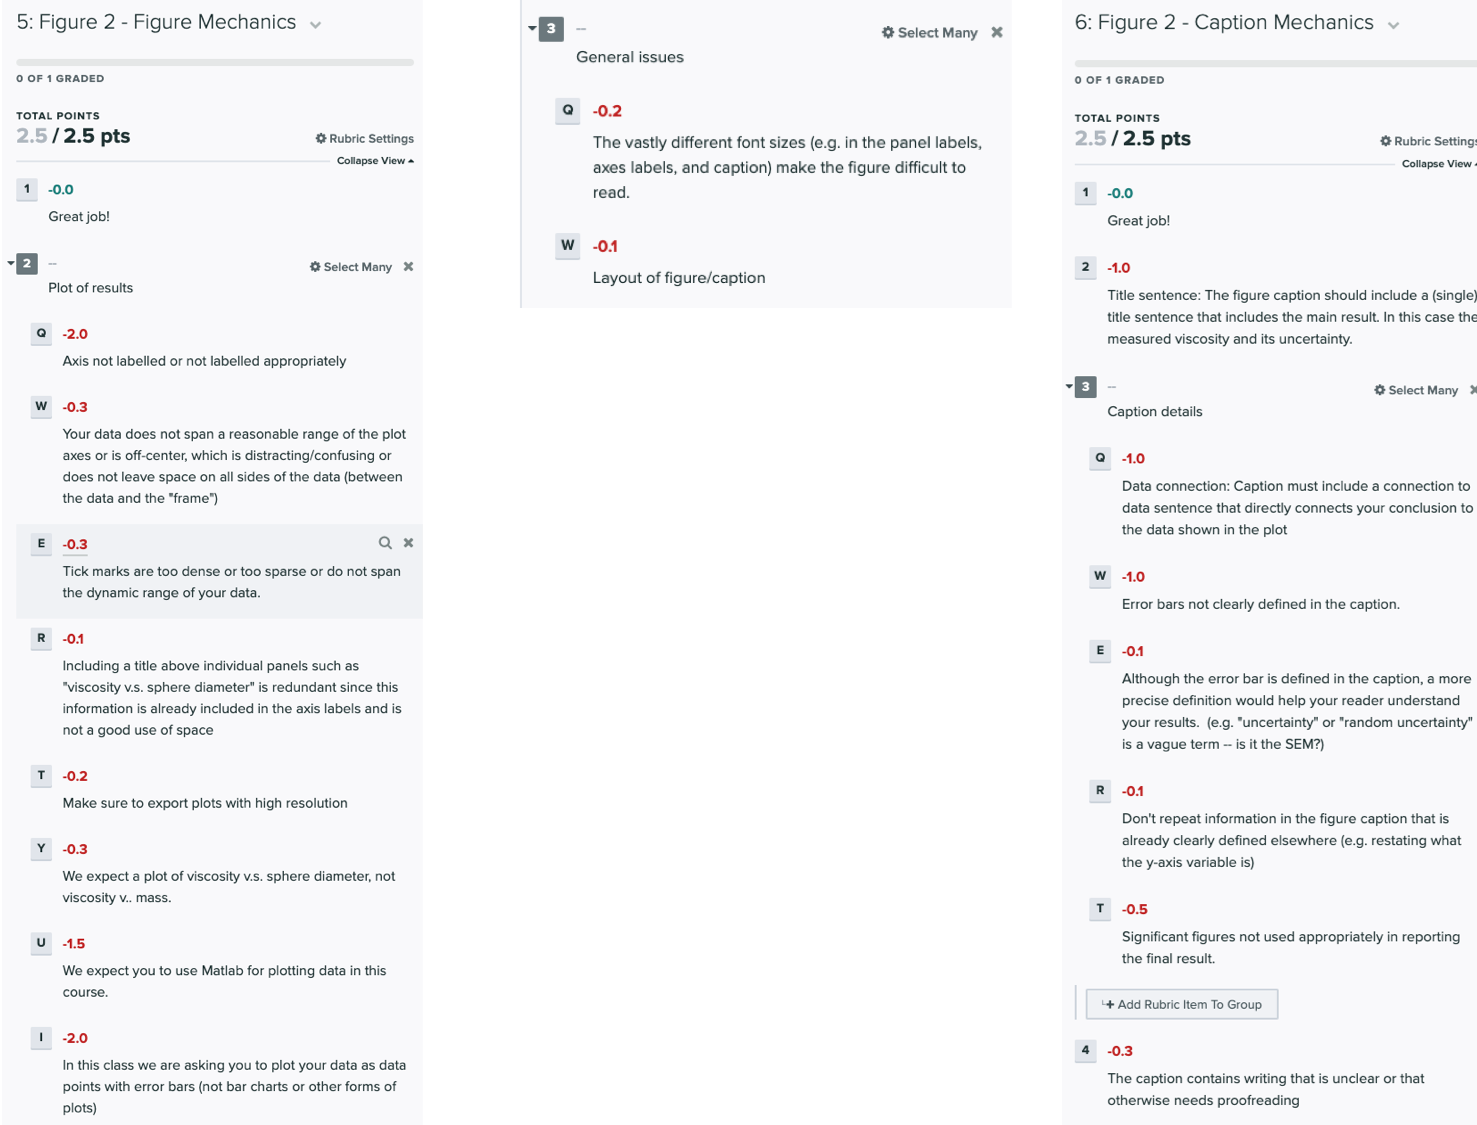 5: Figure 2 - Figure Mechanics
0 OF 1 GRADED
TOTAL POINTS
2.5 / 2.5 pts
Rubric Settings
Collapse View
1 -0.0
Great job!
2 --
Select Many
Plot of results
Q -2.0
Axis not labelled or not labelled appropriately
W -0.3
Your data does not span a reasonable range of the plot
axes or is off-center, which is distracting/confusing or
does not leave space on all sides of the data (between
the data and the "frame")
E -0.3
Tick marks are too dense or too sparse or do not span
the dynamic range of your data.
R -0.1
Including a title above individual panels such as
"viscosity v.s. sphere diameter" is redundant since this
information is already included in the axis labels and is
not a good use of space
T -0.2
Make sure to export plots with high resolution
Y -0.3
We expect a plot of viscosity v.s. sphere diameter, not
viscosity v.. mass.
U -1.5
We expect you to use Matlab for plotting data in this
course.
I -2.0
In this class we are asking you to plot your data as data
points with error bars (not bar charts or other forms of
plots)
3 --
Select Many
General issues
Q -0.2
The vastly different font sizes (e.g. in the panel labels,
axes labels, and caption) make the figure difficult to
read.
W -0.1
Layout of figure/caption
6: Figure 2 - Caption Mechanics
0 OF 1 GRADED
TOTAL POINTS
2.5 / 2.5 pts
Rubric Settings
Collapse View
1 -0.0
Great job!
2 -1.0
Title sentence: The figure caption should include a (single)
title sentence that includes the main result. In this case the
measured viscosity and its uncertainty.
3 --
Select Many
Caption details
Q -1.0
Data connection: Caption must include a connection to
data sentence that directly connects your conclusion to
the data shown in the plot
W -1.0
Error bars not clearly defined in the caption.
E -0.1
Although the error bar is defined in the caption, a more
precise definition would help your reader understand
your results. (e.g. "uncertainty" or "random uncertainty"
is a vague term -- is it the SEM?)
R -0.1
Don't repeat information in the figure caption that is
already clearly defined elsewhere (e.g. restating what
the y-axis variable is)
T -0.5
Significant figures not used appropriately in reporting
the final result.
Add Rubric Item To Group
4 -0.3
The caption contains writing that is unclear or that
otherwise needs proofreading